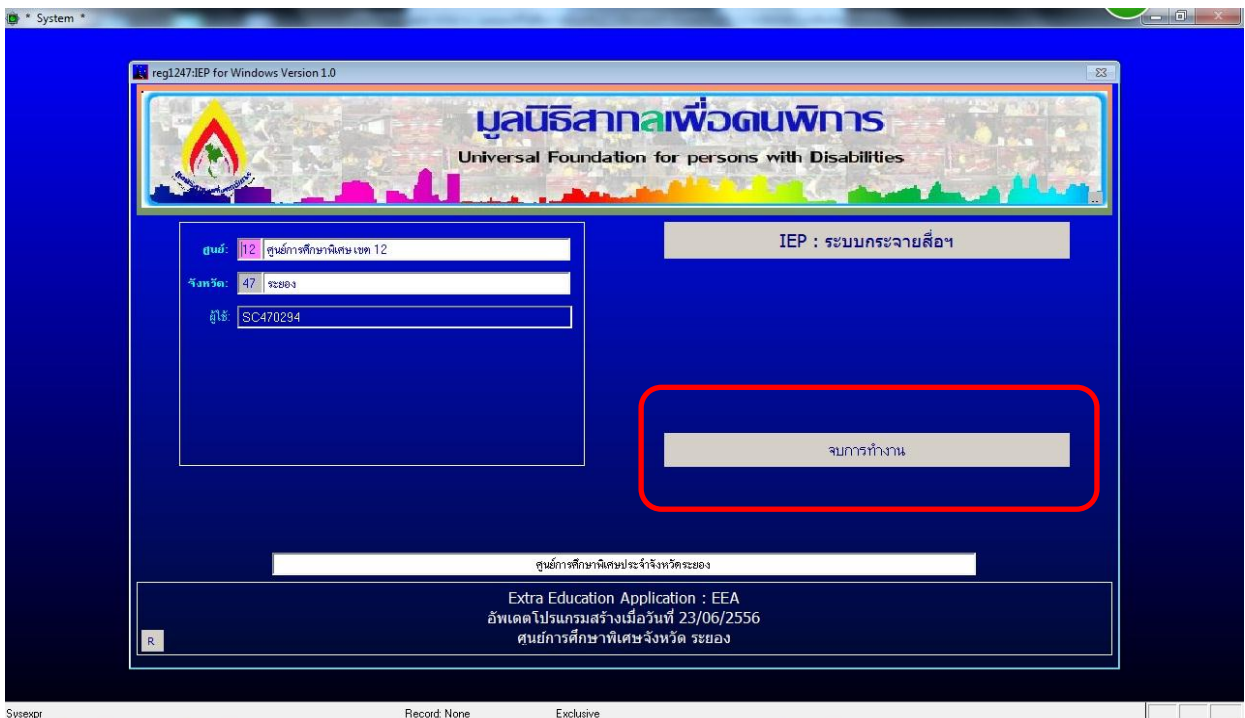 * System *
reg1247:IEP for Windows Version 1.0
มูลนิธิสากลเพื่อคนพิการ
Universal Foundation for persons with Disabilities
..
ศูนย์: 12 ศูนย์การศึกษาพิเศษ เขต 12
IEP : ระบบกระจายสื่อฯ
จังหวัด: 47 ระยอง
ผู้ใช้: SC470294
จบการทำงาน
ศูนย์การศึกษาพิเศษประจำจังหวัดระยอง
Extra Education Application : EEA
อัพเดตโปรแกรมสร้างเมื่อวันที่ 23/06/2556
R ศูนย์การศึกษาพิเศษจังหวัด ระยอง
Sysexpr Record: None Exclusive